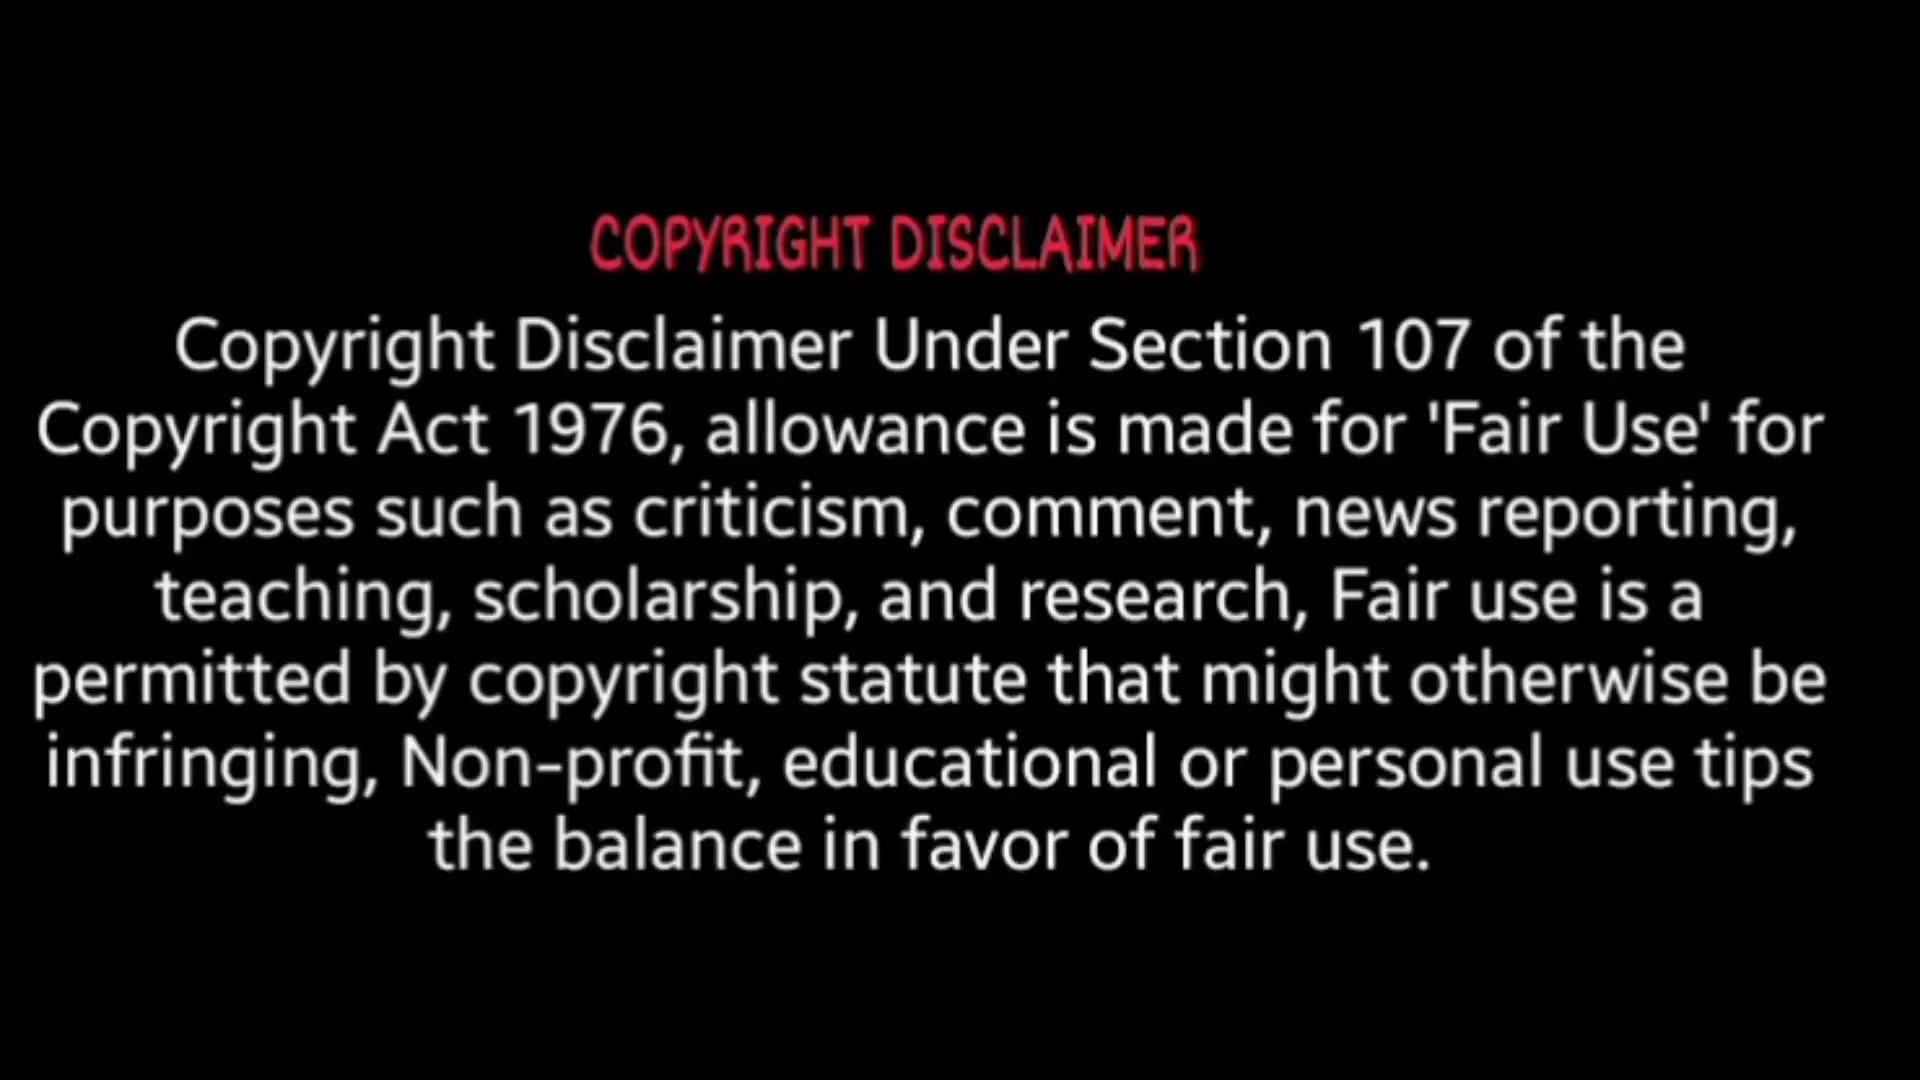 COPYRIGHT DISCLAIMER
Copyright Disclaimer Under Section 107 of the
Copyright Act 1976, allowance is made for 'Fair Use' for
purposes such as criticism, comment, news reporting,
teaching, scholarship, and research, Fair use is a
permitted by copyright statute that might otherwise be
infringing, Non-profit, educational or personal use tips
the balance in favor of fair use.